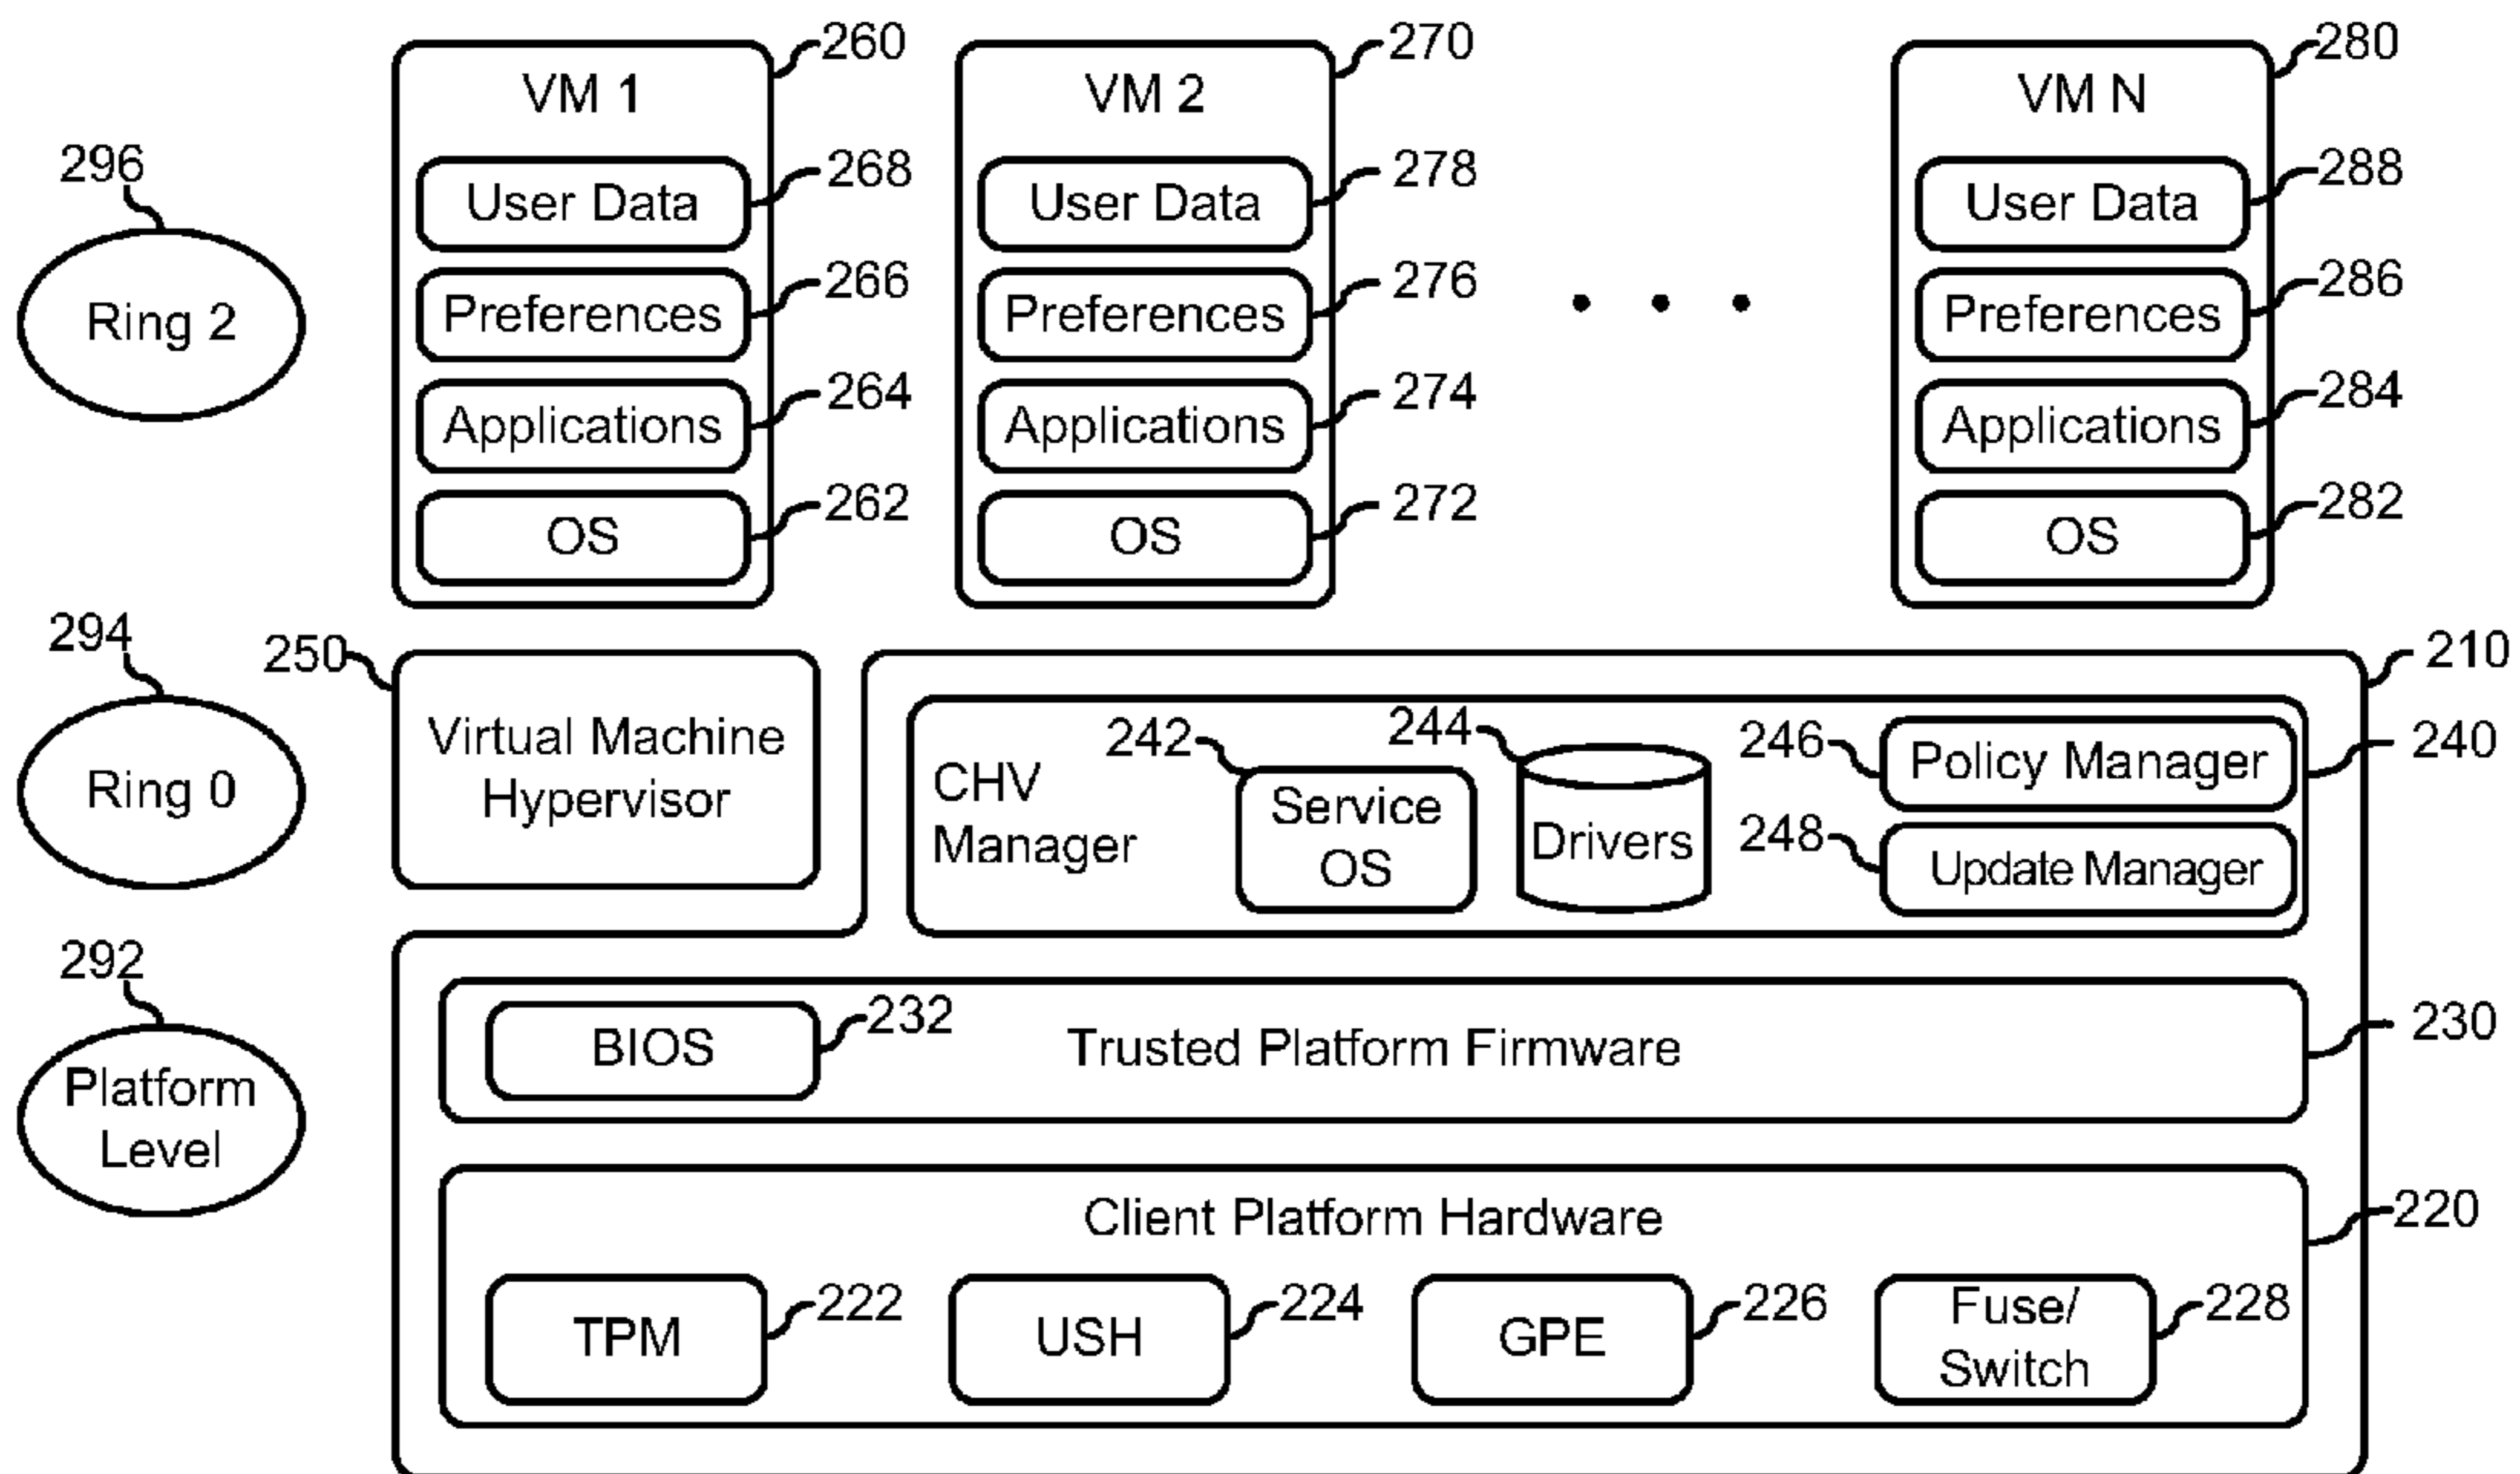 260
270
280
VM 1
VM 2
VM N
296
268
278
288
User Data
User Data
User Data
Ring 2
266
276
286
Preferences
Preferences
Preferences
264
274
284
Applications
Applications
Applications
262
272
282
OS
OS
OS
294
250
210
Ring 0
Virtual Machine
Hypervisor
CHV
Manager
242
Service
OS
244
Drivers
246
Policy Manager
240
248
Update Manager
292
Platform
Level
BIOS
232
Trusted Platform Firmware
230
Client Platform Hardware
220
TPM
222
USH
224
GPE
226
Fuse/
Switch
228